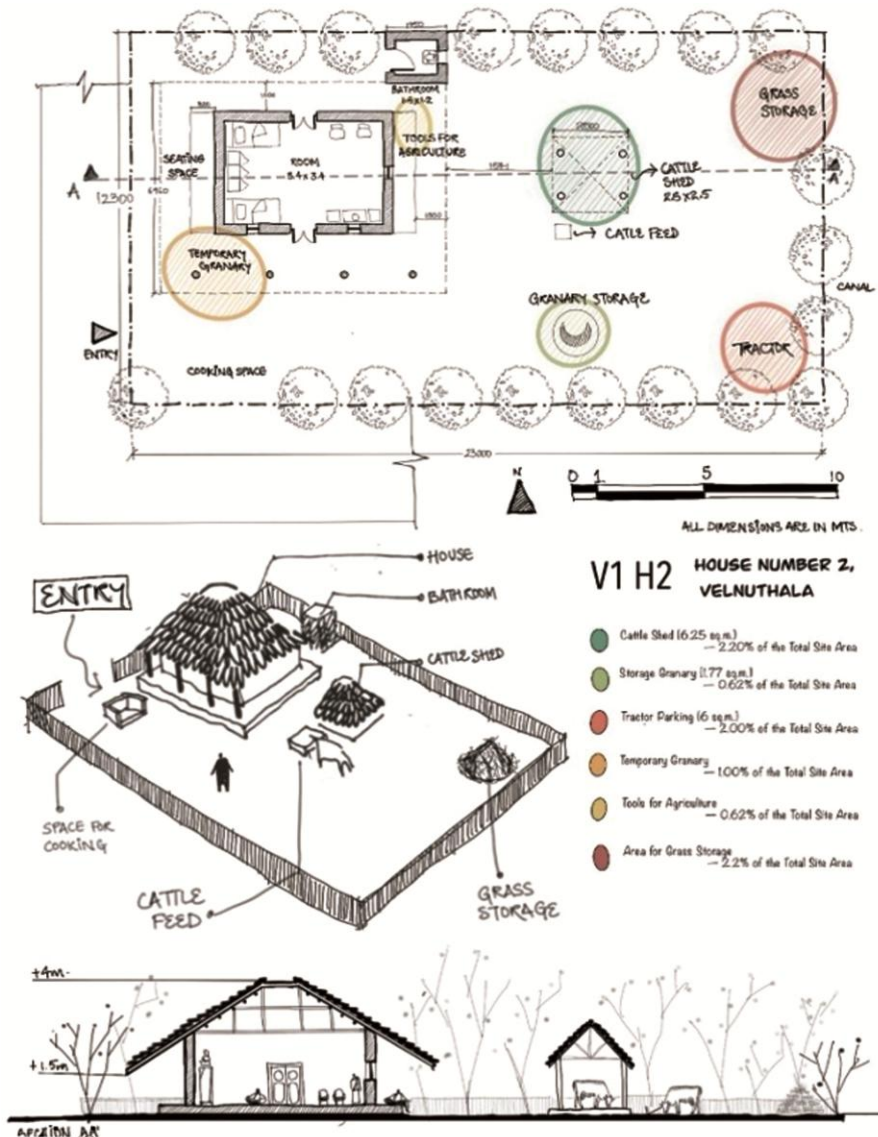 BATHROOM
1.5X1.2
GRASS
STORAGE
TOOLS FOR
AGRICULTURE
SEATING
SPACE
ROOM
5.4 x 3.4
CATTLE
SHED
2.5 X 2.5
A
A'
12300
6960
CATLE FEED
TEMPORARY
GRANARY
GRANARY STORAGE
CANAL
ENTRY
TRACTOR
COOKING SPACE
23000
N
0 1 5 10
ALL DIMENSIONS ARE IN MTS.
HOUSE
V1 H2
HOUSE NUMBER 2,
VELNUTHALA
ENTRY
BATHROOM
CATTLE SHED
Cattle Shed (6.25 sq.m.)
— 2.20% of the Total Site Area
Storage Granary (1.77 sq.m.)
— 0.62% of the Total Site Area
Tractor Parking (6 sq.m.)
— 2.00% of the Total Site Area
Temporary Granary
— 1.00% of the Total Site Area
Tools for Agriculture
— 0.62% of the Total Site Area
Area for Grass Storage
— 2.2% of the Total Site Area
SPACE FOR
COOKING
CATTLE
FEED
GRASS
STORAGE
+4m
+1.5m
SECTION AA'